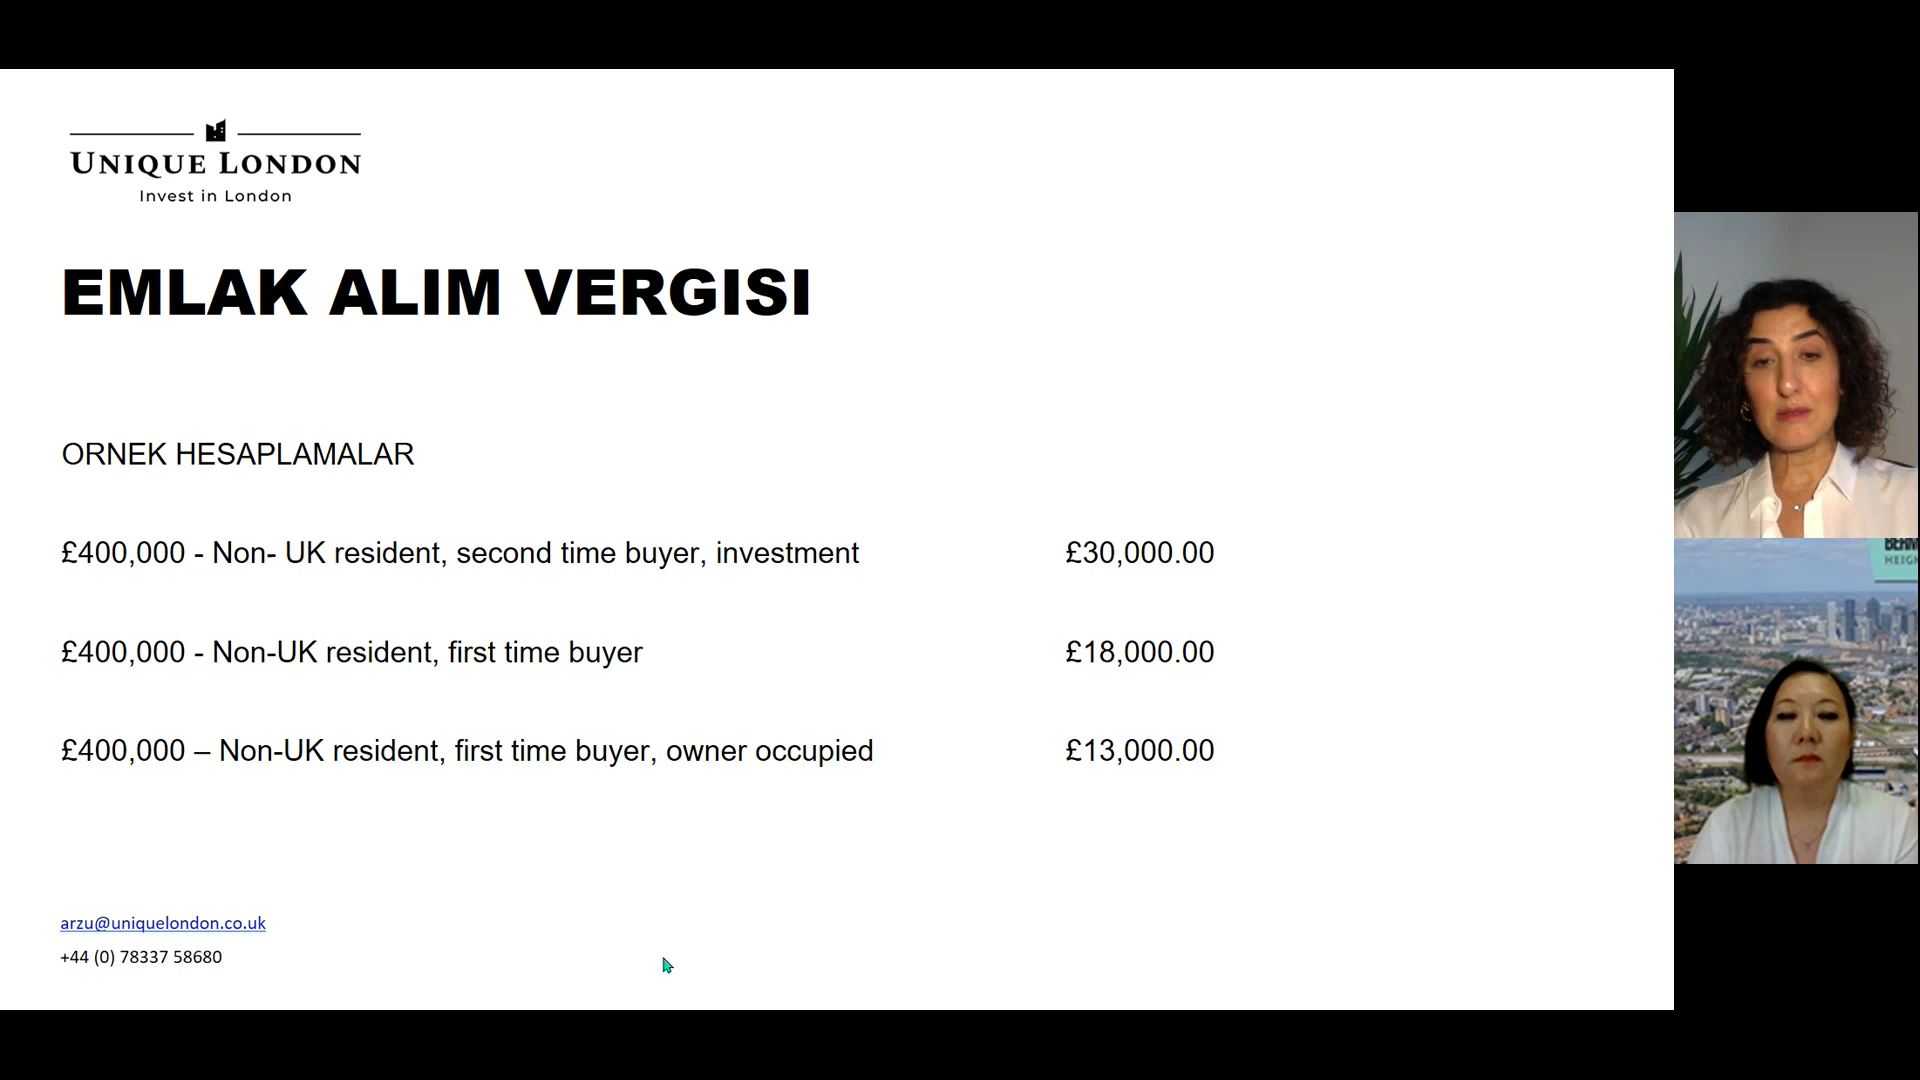 UNIQUE LONDON
Invest in London
EMLAK ALIM VERGISI
ORNEK HESAPLAMALAR
£400,000 - Non- UK resident, second time buyer, investment £30,000.00
£400,000 - Non-UK resident, first time buyer £18,000.00
£400,000 – Non-UK resident, first time buyer, owner occupied £13,000.00
arzu@uniquelondon.co.uk
+44 (0) 78337 58680